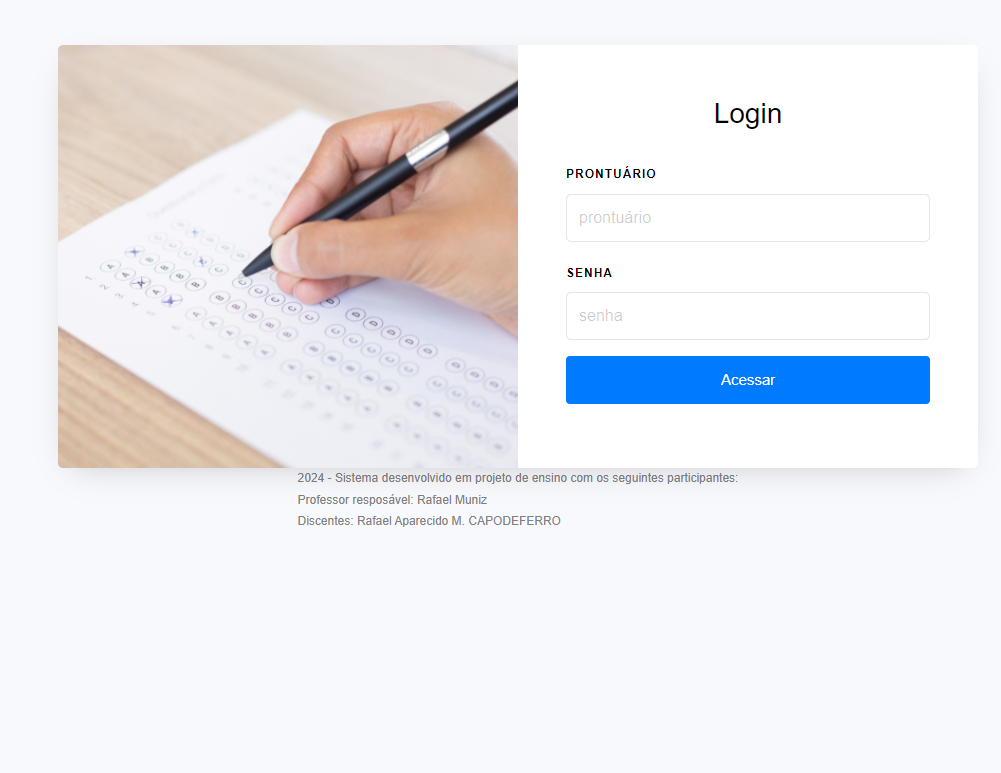 Login
PRONTUÁRIO
prontuário
SENHA
senha
Acessar
2024 - Sistema desenvolvido em projeto de ensino com os seguintes participantes:
Professor resposável: Rafael Muniz
Discentes: Rafael Aparecido M. CAPODEFERRO